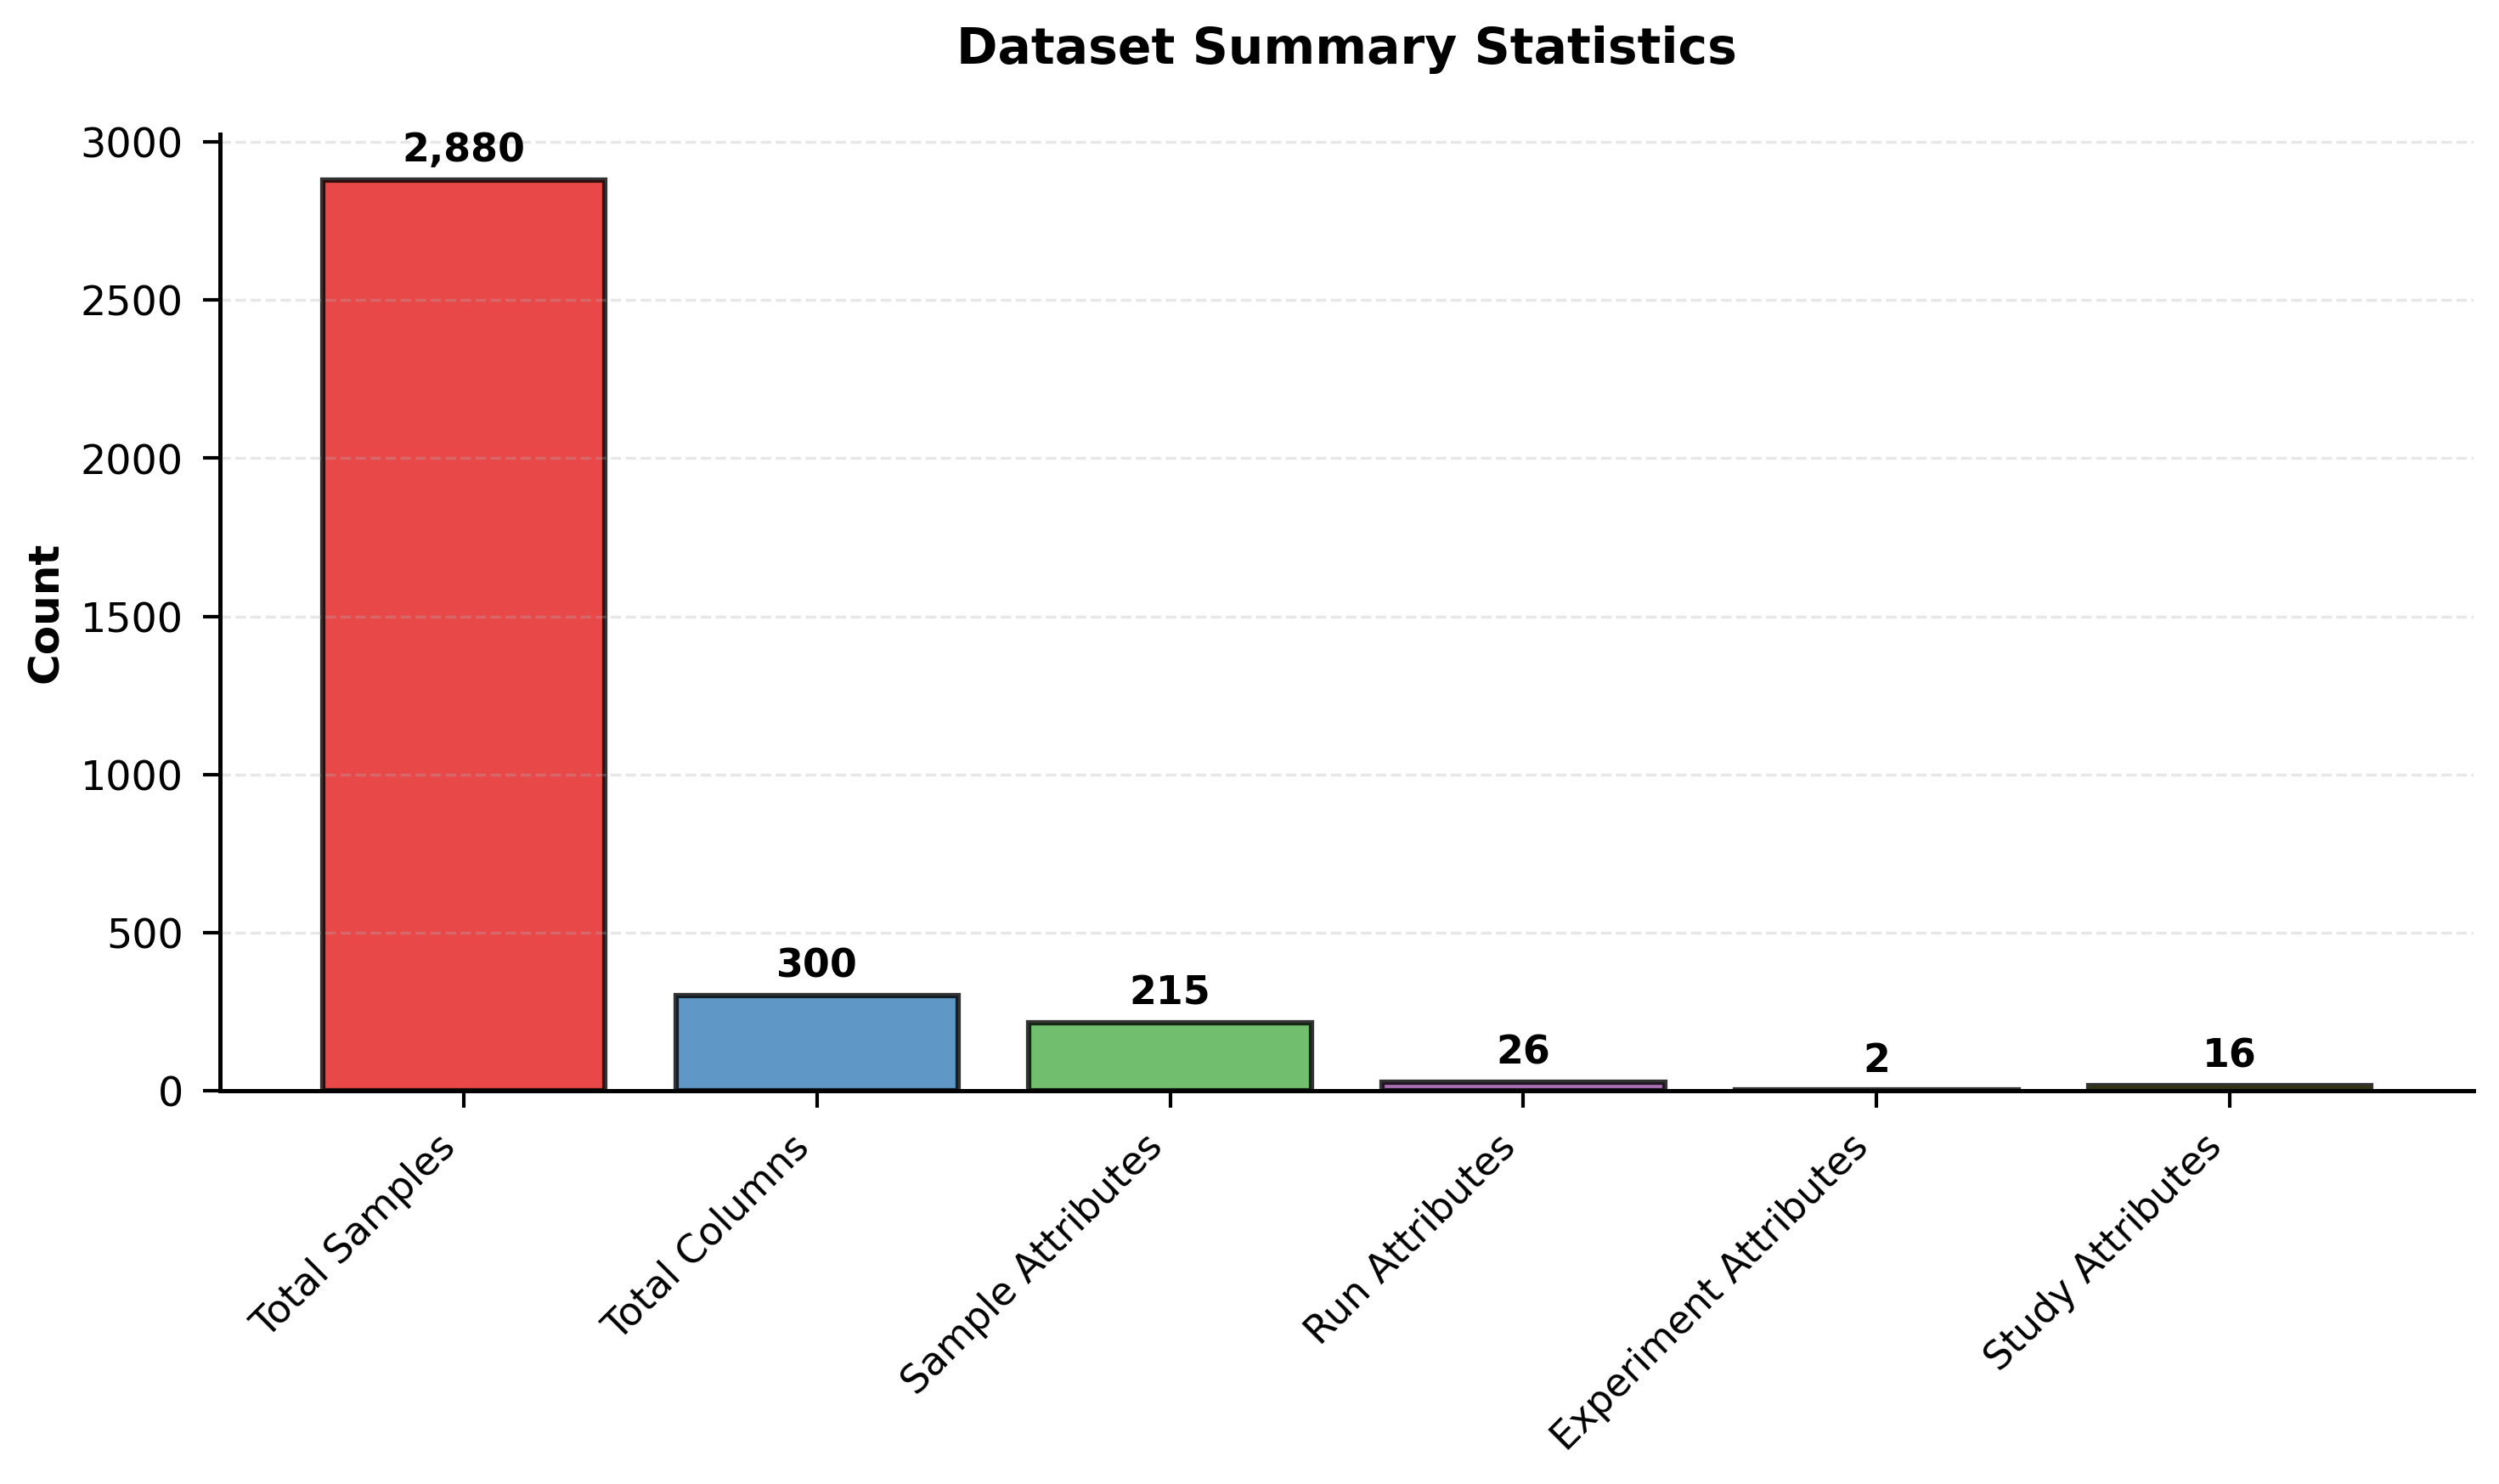 Dataset Summary Statistics
Count
3000
2500
2000
1500
1000
500
0
2,880
300
215
26
2
16
Total Samples
Total Columns
Sample Attributes
Run Attributes
Experiment Attributes
Study Attributes